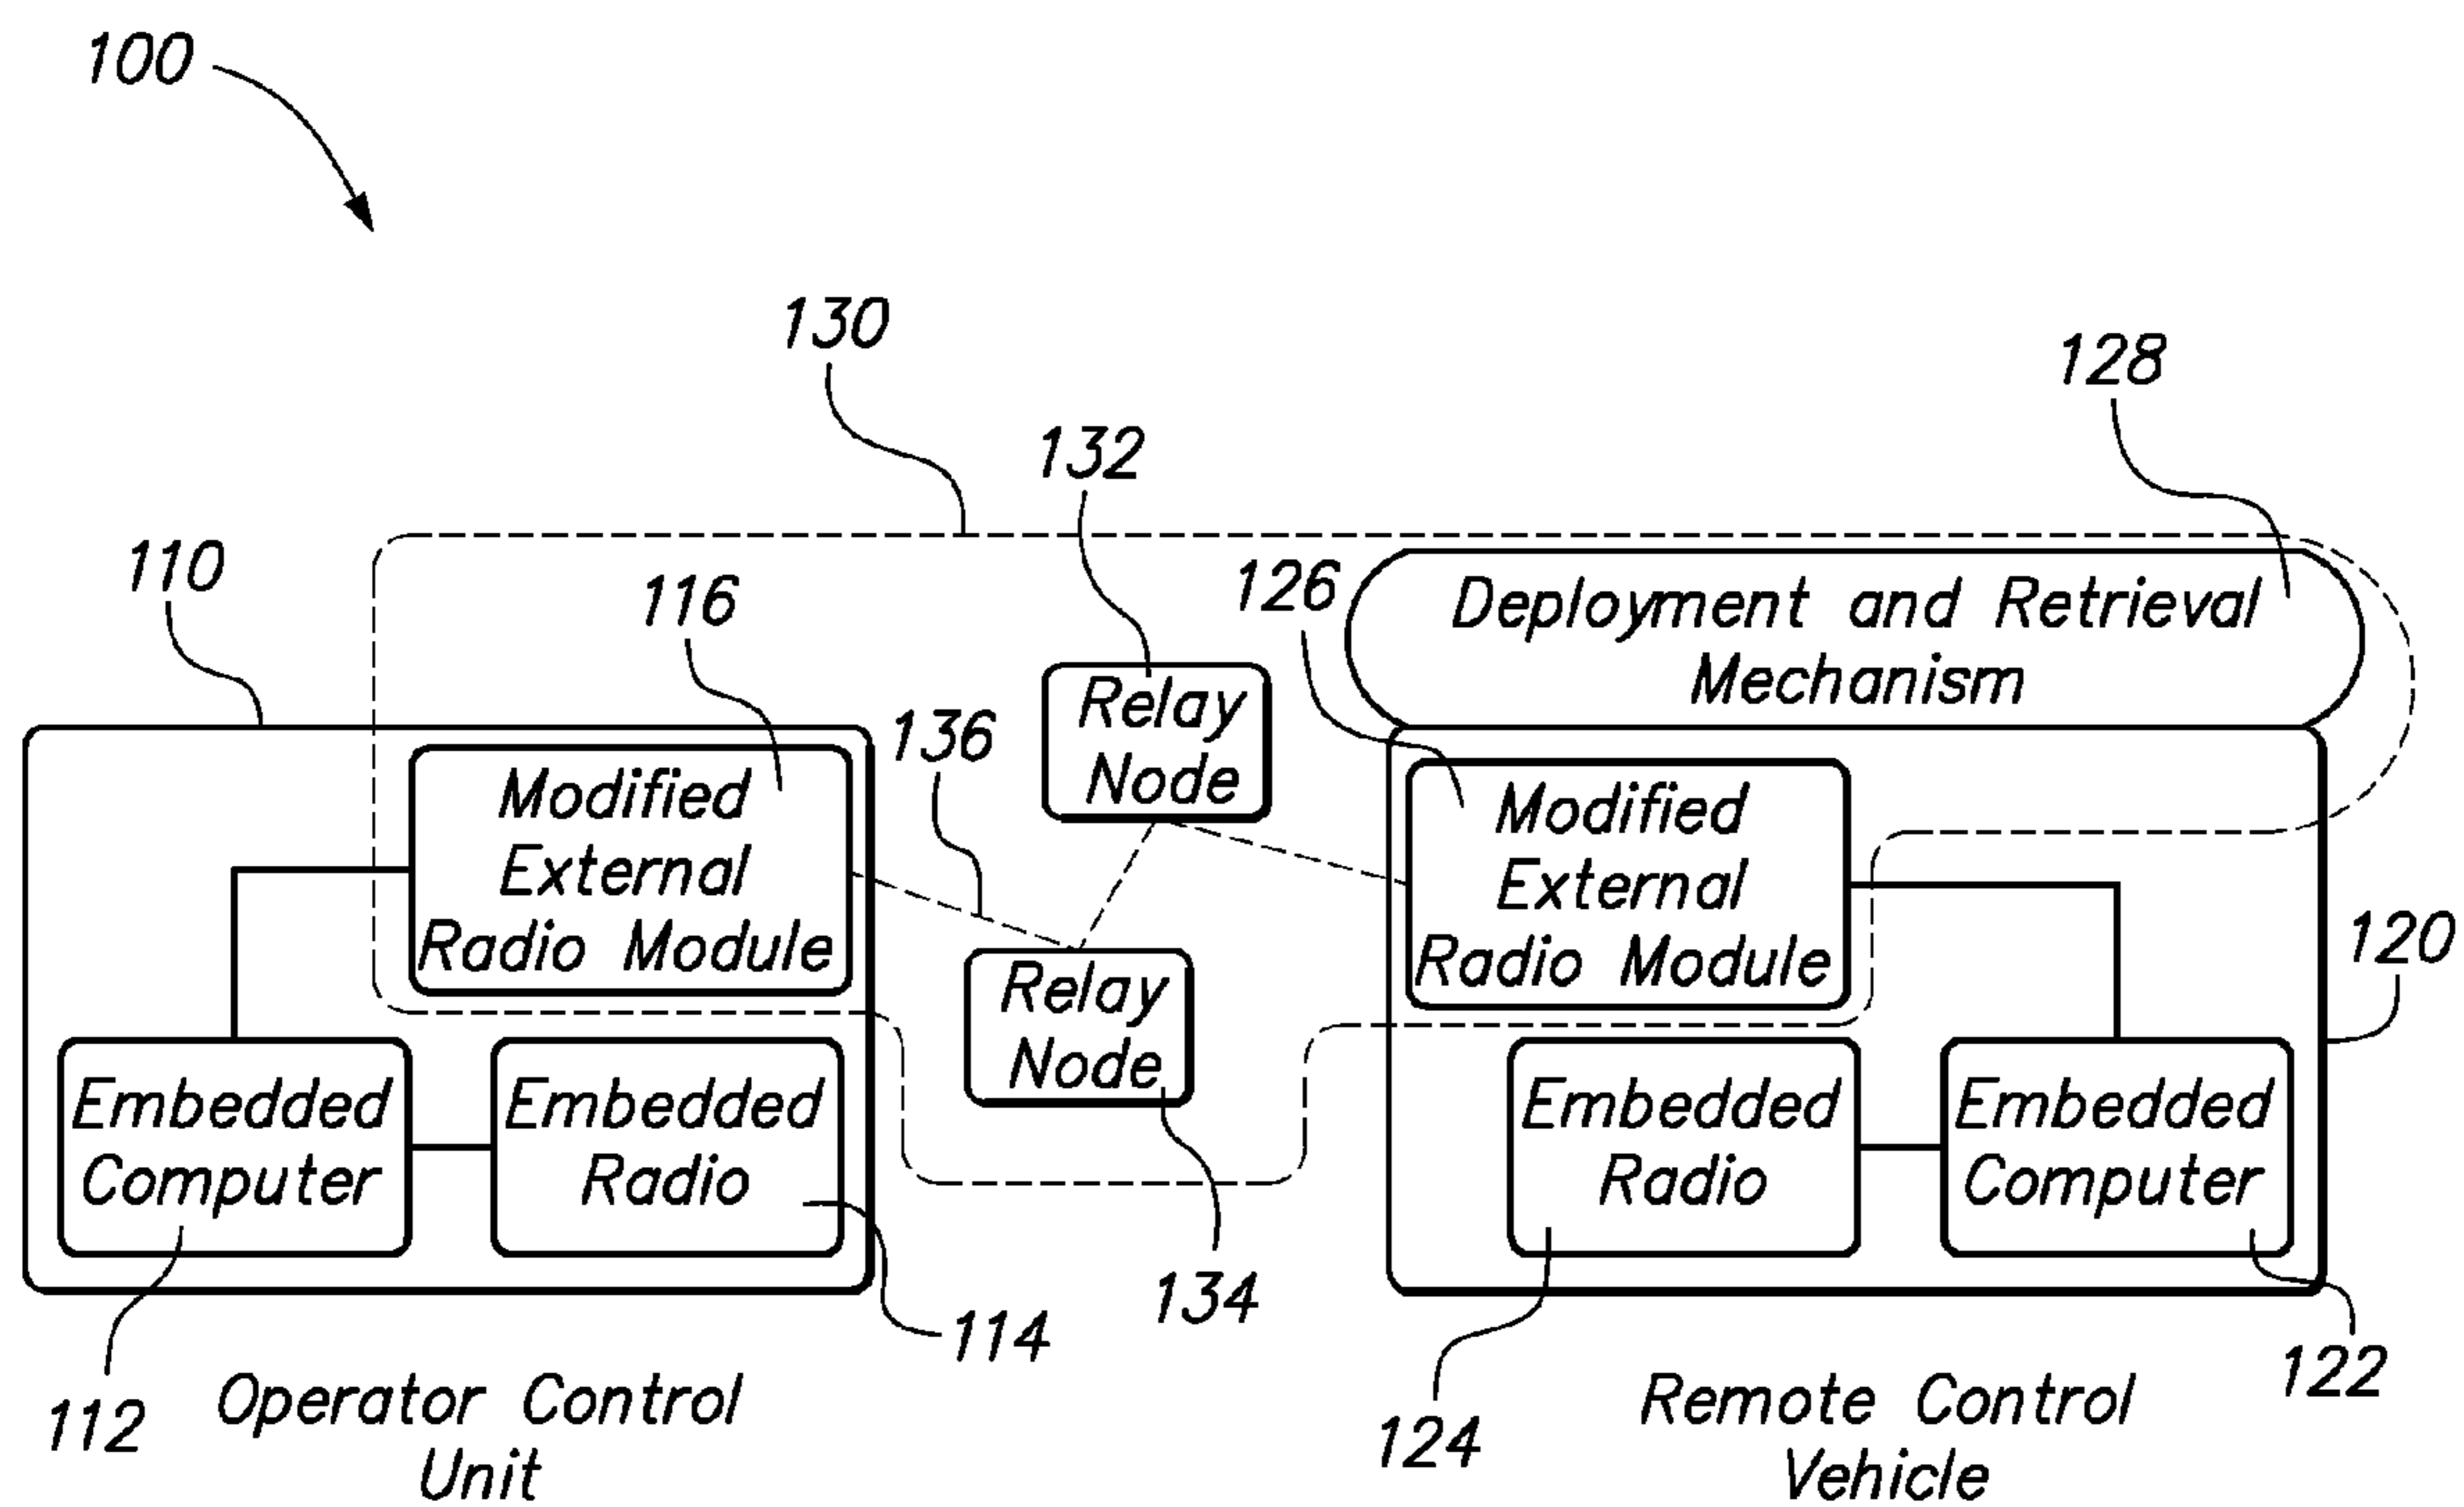 100
130
128
132
110
116
126
Deployment and Retrieval
Mechanism
136
Relay
Node
Modified
External
Radio Module
Modified
External
Radio Module
120
Relay
Node
Embedded
Computer
Embedded
Radio
Embedded
Radio
Embedded
Computer
134
114
122
112
124
Operator Control
Unit
Remote Control
Vehicle